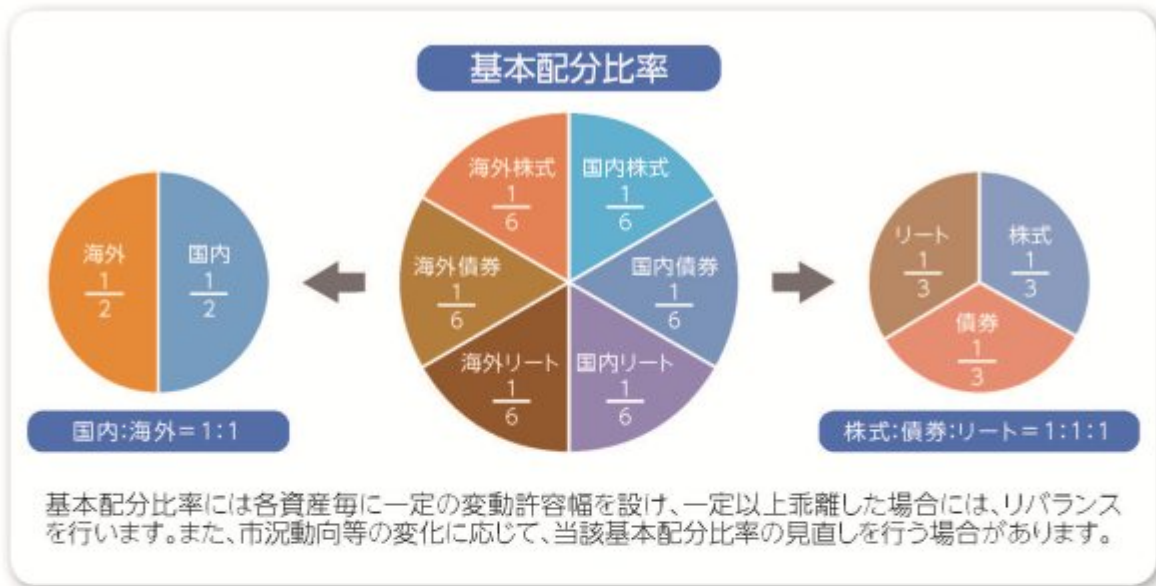 基本配分比率
海外
1
2
国内
1
2
国内:海外=1:1
海外株式
1
6
国内株式
1
6
海外債券
1
6
国内債券
1
6
海外リート
1
6
国内リート
1
6
リート
1
3
株式
1
3
債券
1
3
株式:債券:リート=1:1:1
基本配分比率には各資産毎に一定の変動許容幅を設け、一定以上乖離した場合には、リバランス
を行います。また、市況動向等の変化に応じて、当該基本配分比率の見直しを行う場合があります。